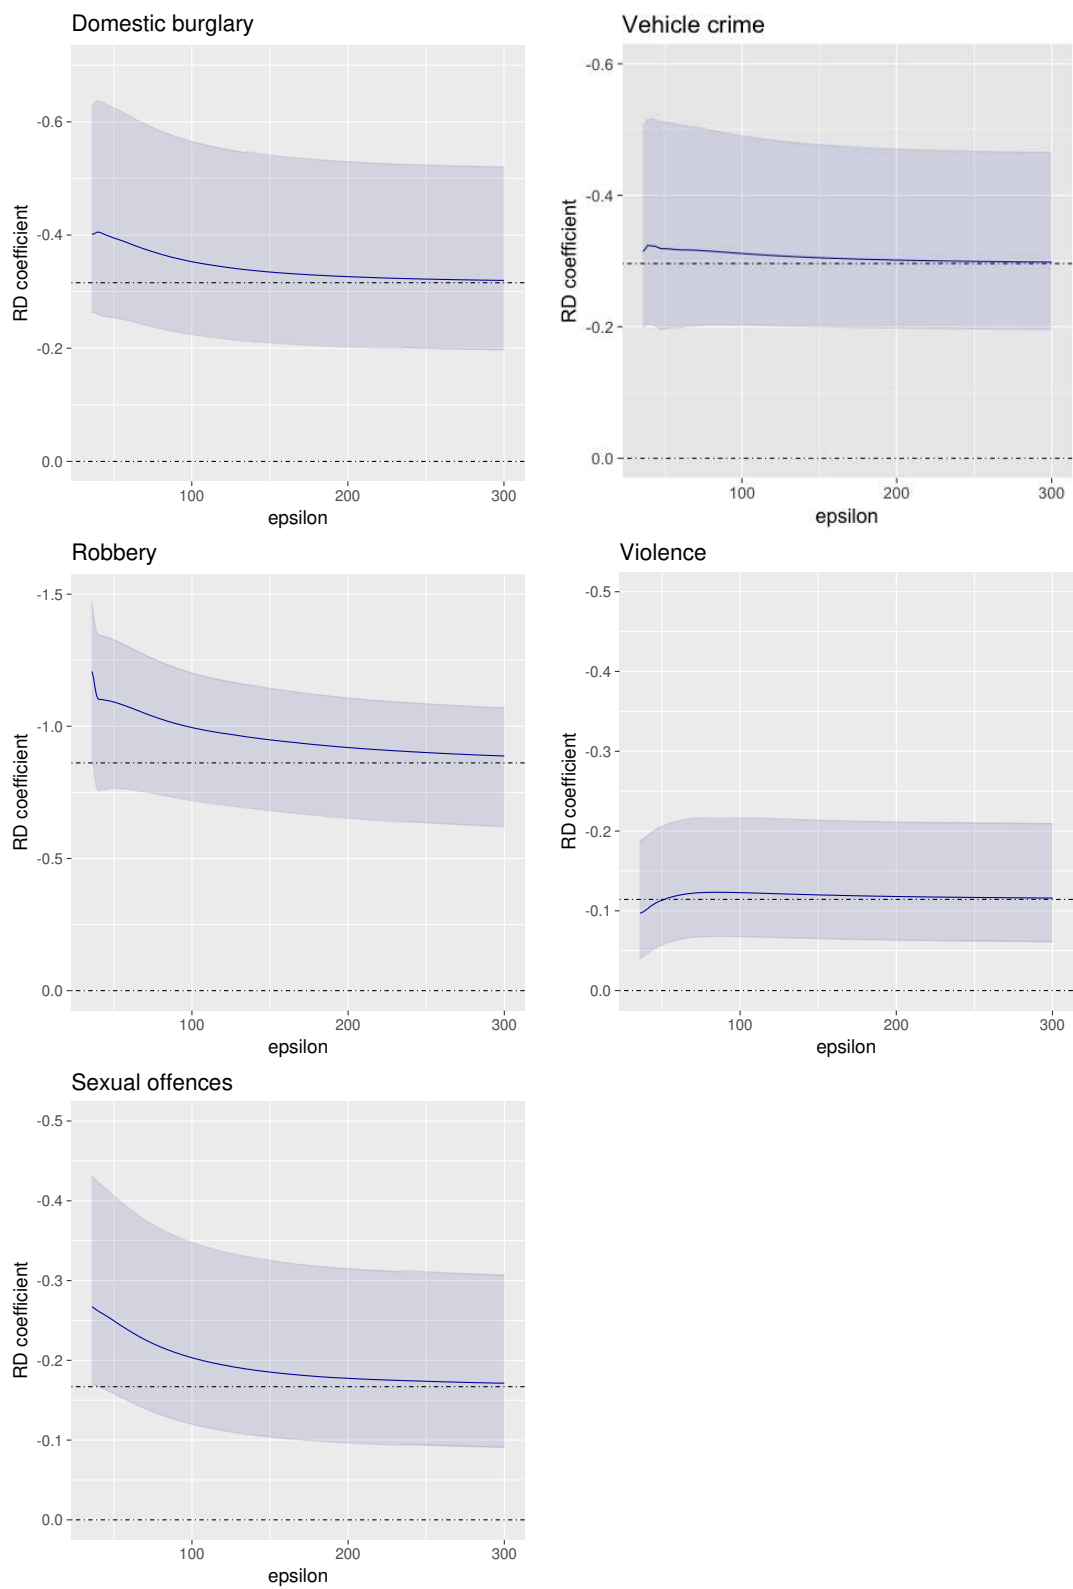 Domestic burglary
RD coefficient
-0.6
-0.4
-0.2
0.0
100 200 300
epsilon
Vehicle crime
RD coefficient
-0.6
-0.4
-0.2
0.0
100 200 300
epsilon
Robbery
RD coefficient
-1.5
-1.0
-0.5
0.0
100 200 300
epsilon
Violence
RD coefficient
-0.5
-0.4
-0.3
-0.2
-0.1
0.0
100 200 300
epsilon
Sexual offences
RD coefficient
-0.5
-0.4
-0.3
-0.2
-0.1
0.0
100 200 300
epsilon